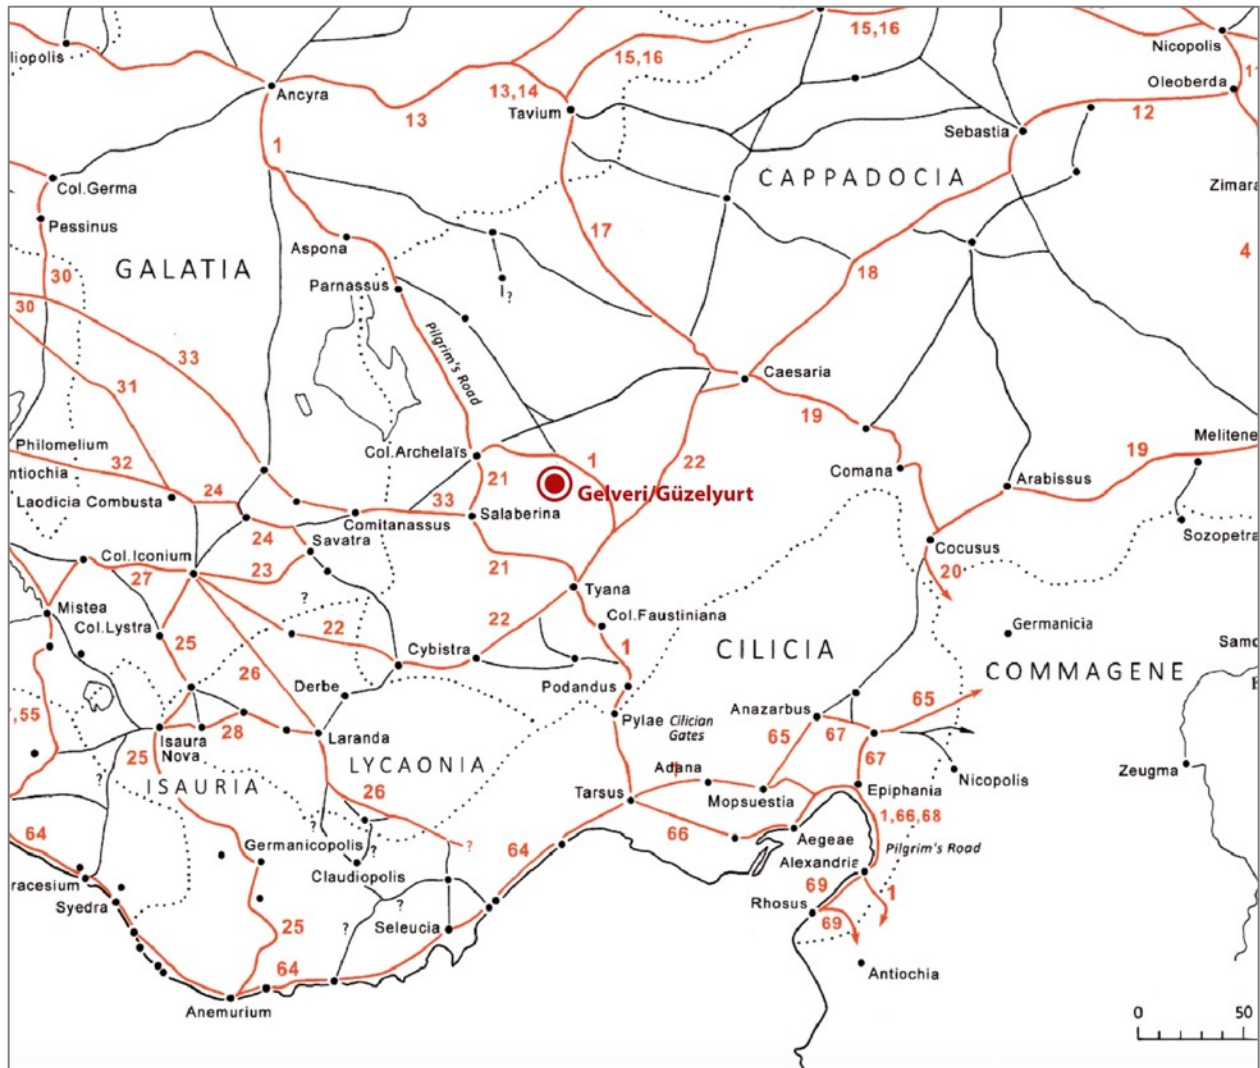 15,16
15,16
Nicopolis
liopolis
11
Oleoberda
Ancyra
13,14
13
Tavium
12
Sebastia
1
CAPPADOCIA
Col.Germa
Zimara
Pessinus
17
Aspona
4
GALATIA
30
18
Parnassus
?
30
Pilgrim's Road
33
31
Caesaria
19
Philomelium
Col.Archelaïs
Melitene
ntiochia
32
1
22
19
Comana
21
Arabissus
Laodicia Combusta
24
33
Gelveri/Güzelyurt
Salaberina
Comitanassus
24
Savatra
Sozopetra
Cocusus
Col.Iconium
21
27
23
20
Tyana
?
Mistea
Col.Faustiniana
Germanicia
Col.Lystra
22
22
25
1
Samo
Cybistra
CILICIA
26
COMMAGENE
Derbe
Podandus
65
,55
Anazarbus
Pylae
Cilician
Gates
28
67
Isaura
Nova
Laranda
65
25
67
LYCAONIA
Adana
1
Zeugma
?
ISAURIA
Nicopolis
26
Tarsus
Mopsuestia
Epiphania
1,66,68
?
64
66
Aegeae
Germanicopolis
?
?
64
Pilgrim's Road
Alexandria
Claudiopolis
racesium
69
1
Syedra
?
Rhosus
25
?
Seleucia
69
64
Antiochia
Anemurium
0
50